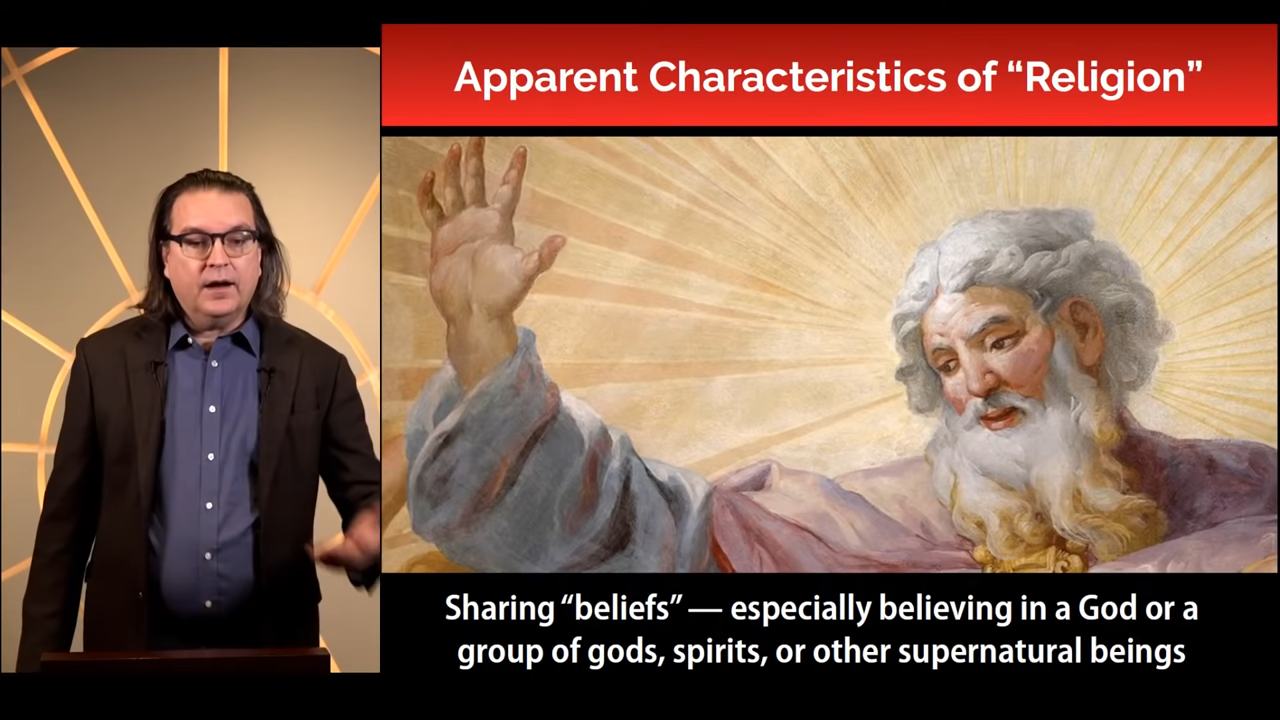 Apparent Characteristics of “Religion”
Sharing “beliefs” — especially believing in a God or a
group of gods, spirits, or other supernatural beings